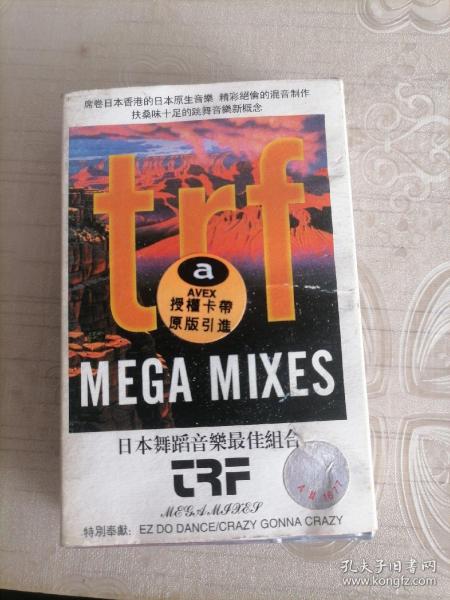 席卷日本香港的日本原生音樂 精彩絕倫的混音制作
扶桑味十足的跳舞音樂新概念
trf
a
AVEX
授權卡帶
原版引進
MEGA MIXES
日本舞蹈音樂最佳組合
TRF
MEGAMIXES
特別奉獻: EZ DO DANCE/CRAZY GONNA CRAZY
孔夫子旧书网
www.kongfz.com